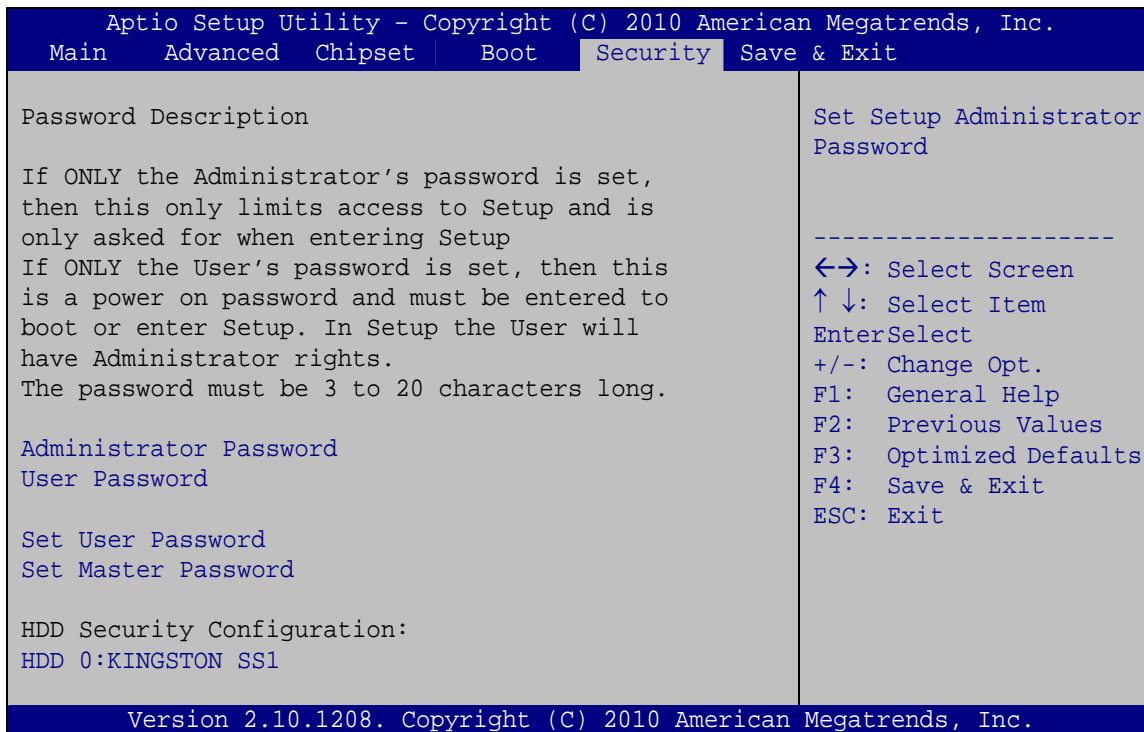 Aptio Setup Utility – Copyright (C) 2010 American Megatrends, Inc.
Main Advanced Chipset Boot Security Save & Exit
Password Description
If ONLY the Administrator's password is set,
then this only limits access to Setup and is
only asked for when entering Setup
If ONLY the User's password is set, then this
is a power on password and must be entered to
boot or enter Setup. In Setup the User will
have Administrator rights.
The password must be 3 to 20 characters long.
Administrator Password
User Password
Set User Password
Set Master Password
HDD Security Configuration:
HDD 0:KINGSTON SS1
Set Setup Administrator
Password
---------------------
←→: Select Screen
↑ ↓: Select Item
EnterSelect
+/-: Change Opt.
F1: General Help
F2: Previous Values
F3: Optimized Defaults
F4: Save & Exit
ESC: Exit
Version 2.10.1208. Copyright (C) 2010 American Megatrends, Inc.